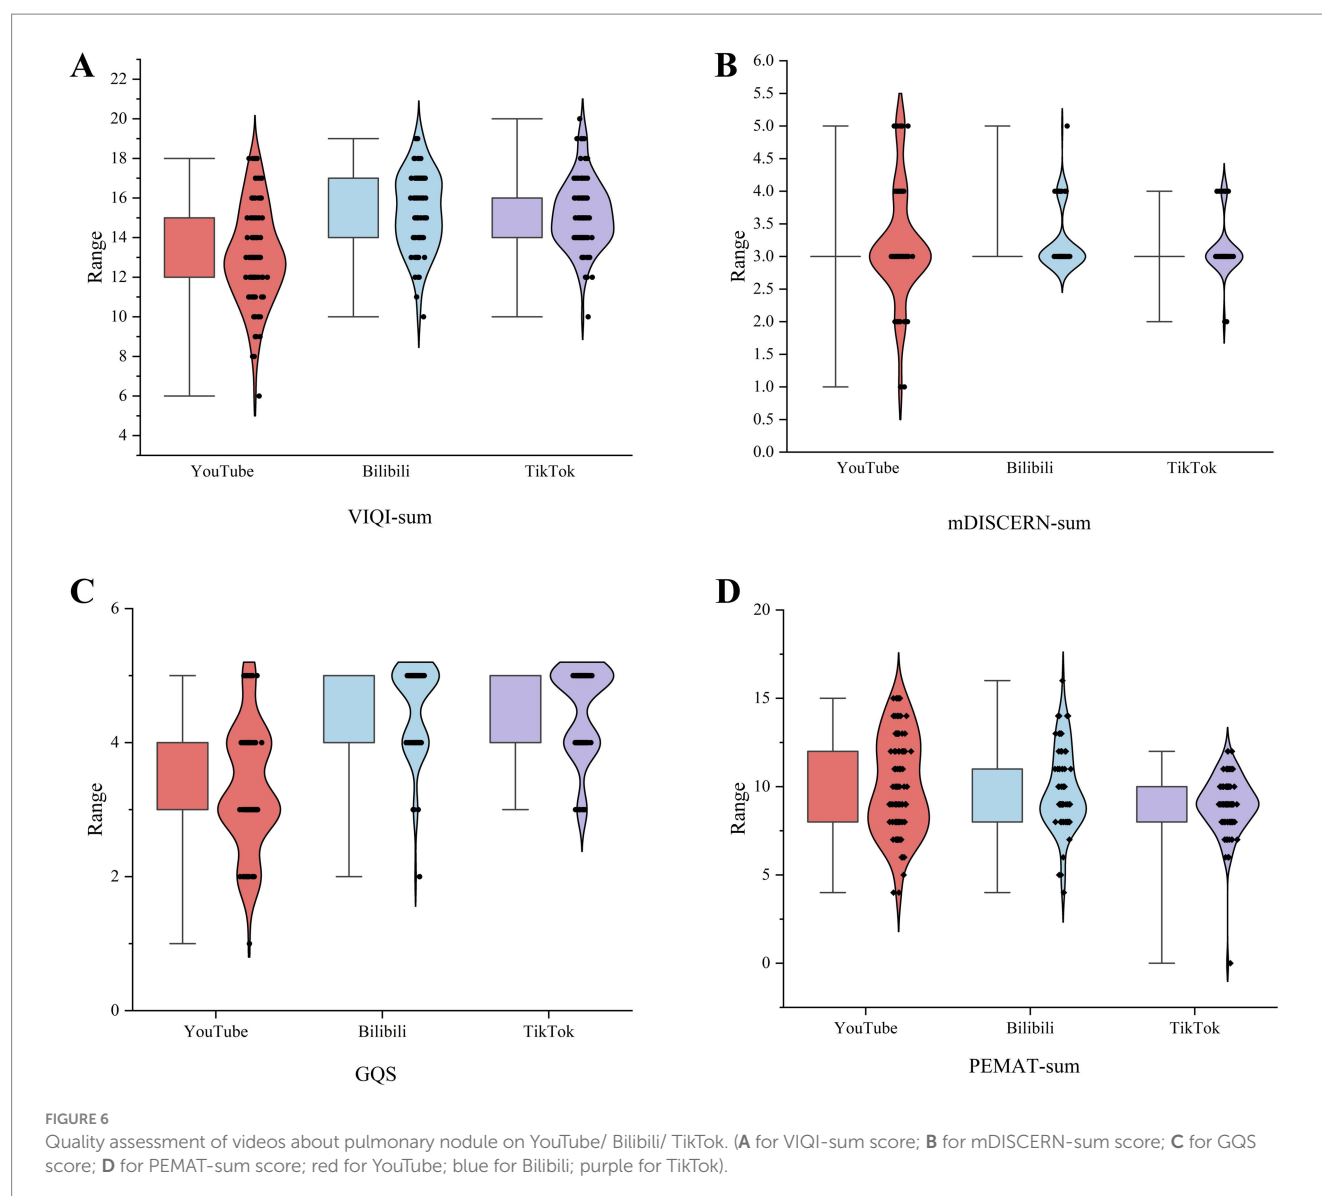 A
22
20
18
16
14
12
10
8
6
4
Range
YouTube Bilibili TikTok
VIQI-sum
B
6.0
5.5
5.0
4.5
4.0
3.5
3.0
2.5
2.0
1.5
1.0
0.5
0.0
Range
YouTube Bilibili TikTok
mDISCERN-sum
C
6
4
2
0
Range
YouTube Bilibili TikTok
GQS
D
20
15
10
5
0
Range
YouTube Bilibili TikTok
PEMAT-sum
FIGURE 6
Quality assessment of videos about pulmonary nodule on YouTube/ Bilibili/ TikTok. (A for VIQI-sum score; B for mDISCERN-sum score; C for GQS
score; D for PEMAT-sum score; red for YouTube; blue for Bilibili; purple for TikTok).